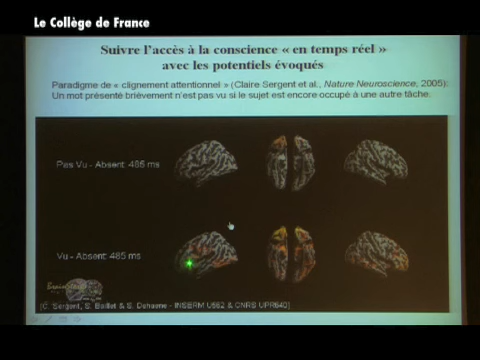 Le Collège de France
Suivre l'accès à la conscience « en temps réel »
avec les potentiels évoqués
Paradigme de « clignement attentionnel » (Claire Sergent et al., Nature Neuroscience, 2005):
Un mot présenté brièvement n'est pas vu si le sujet est encore occupé à une autre tâche.
Pas Vu - Absent: 485 ms
Vu - Absent: 485 ms
[C. Sergent, S. Baillet & S. Dehaene - INSERM U562 & CNRS UPR640]